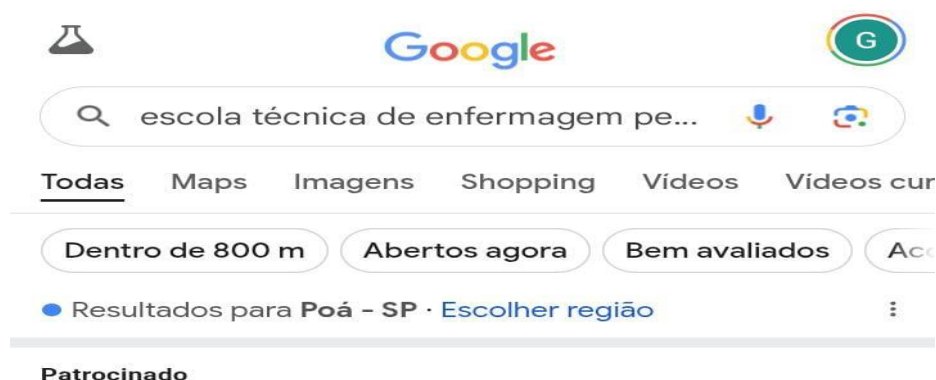 Google
G
escola técnica de enfermagem pe...
Todas Maps Imagens Shopping Vídeos Vídeos cur
Dentro de 800 m Abertos agora Bem avaliados Ac
Resultados para Poá - SP · Escolher região
Patrocinado